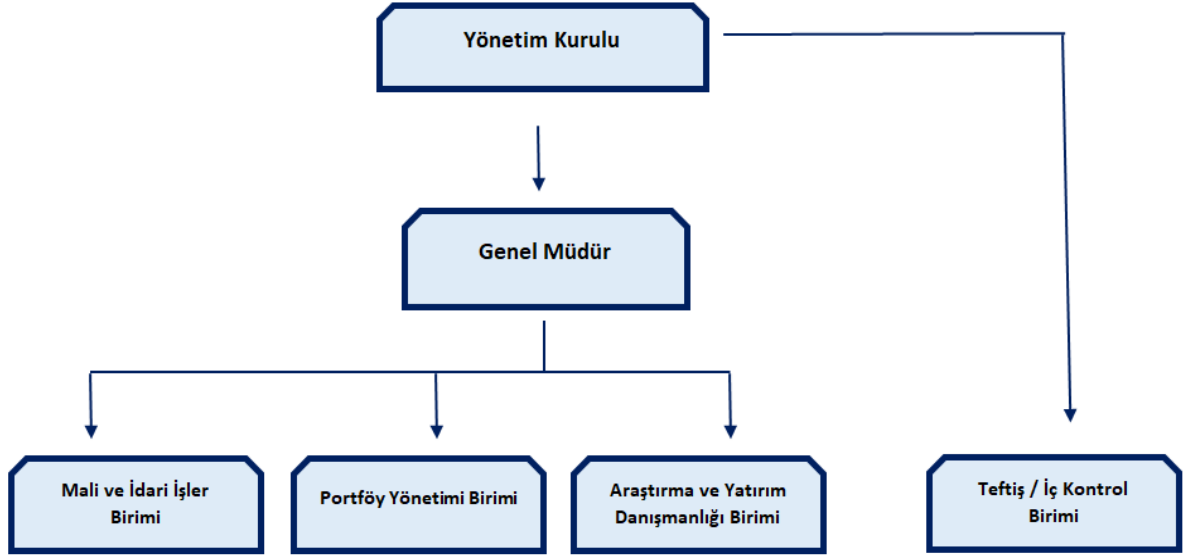 Yönetim Kurulu
Genel Müdür
Mali ve İdari İşler
Birimi
Portföy Yönetimi Birimi
Araştırma ve Yatırım
Danışmanlığı Birimi
Teftiş / İç Kontrol
Birimi